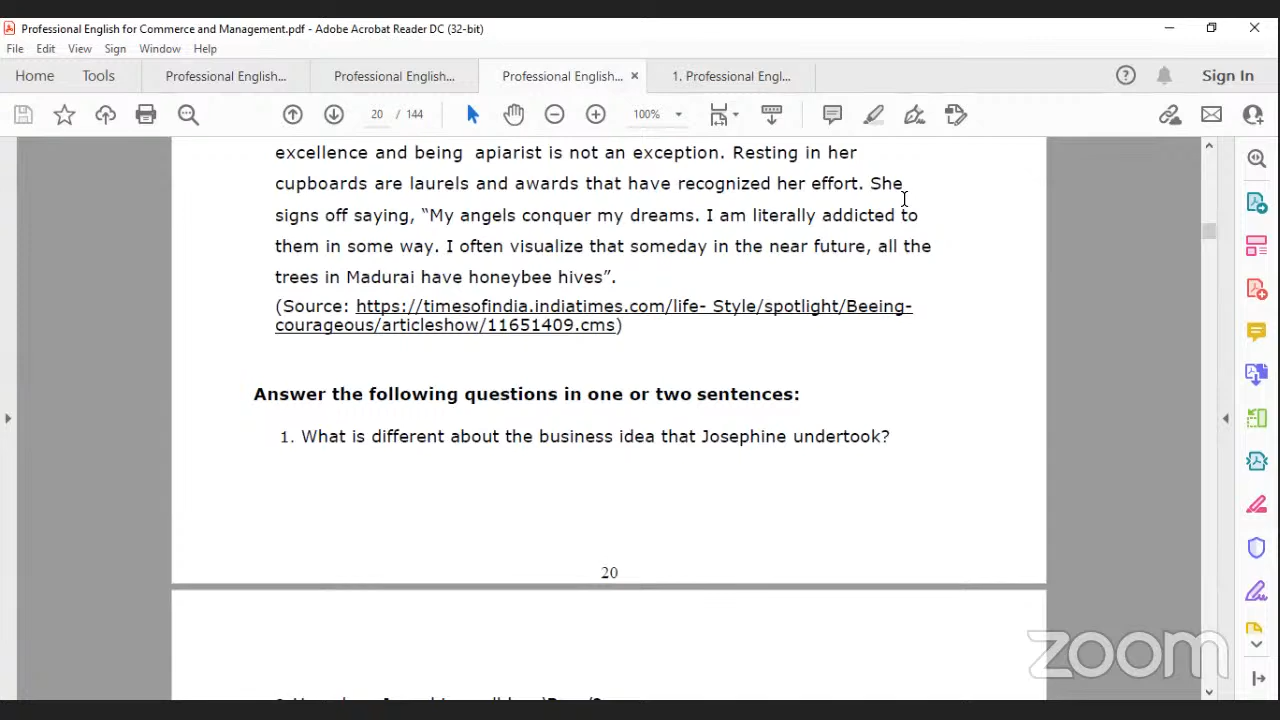 Professional English for Commerce and Management.pdf - Adobe Acrobat Reader DC (32-bit)
File Edit View Sign Window Help
Home Tools Professional English... Professional English... Professional English... × 1. Professional Engl... Sign In
20 / 144 100%
excellence and being apiarist is not an exception. Resting in her
cupboards are laurels and awards that have recognized her effort. She
signs off saying, “My angels conquer my dreams. I am literally addicted to
them in some way. I often visualize that someday in the near future, all the
trees in Madurai have honeybee hives”.
(Source: https://timesofindia.indiatimes.com/life- Style/spotlight/Beeing-
courageous/articleshow/11651409.cms)
Answer the following questions in one or two sentences:
1. What is different about the business idea that Josephine undertook?
20
zoom